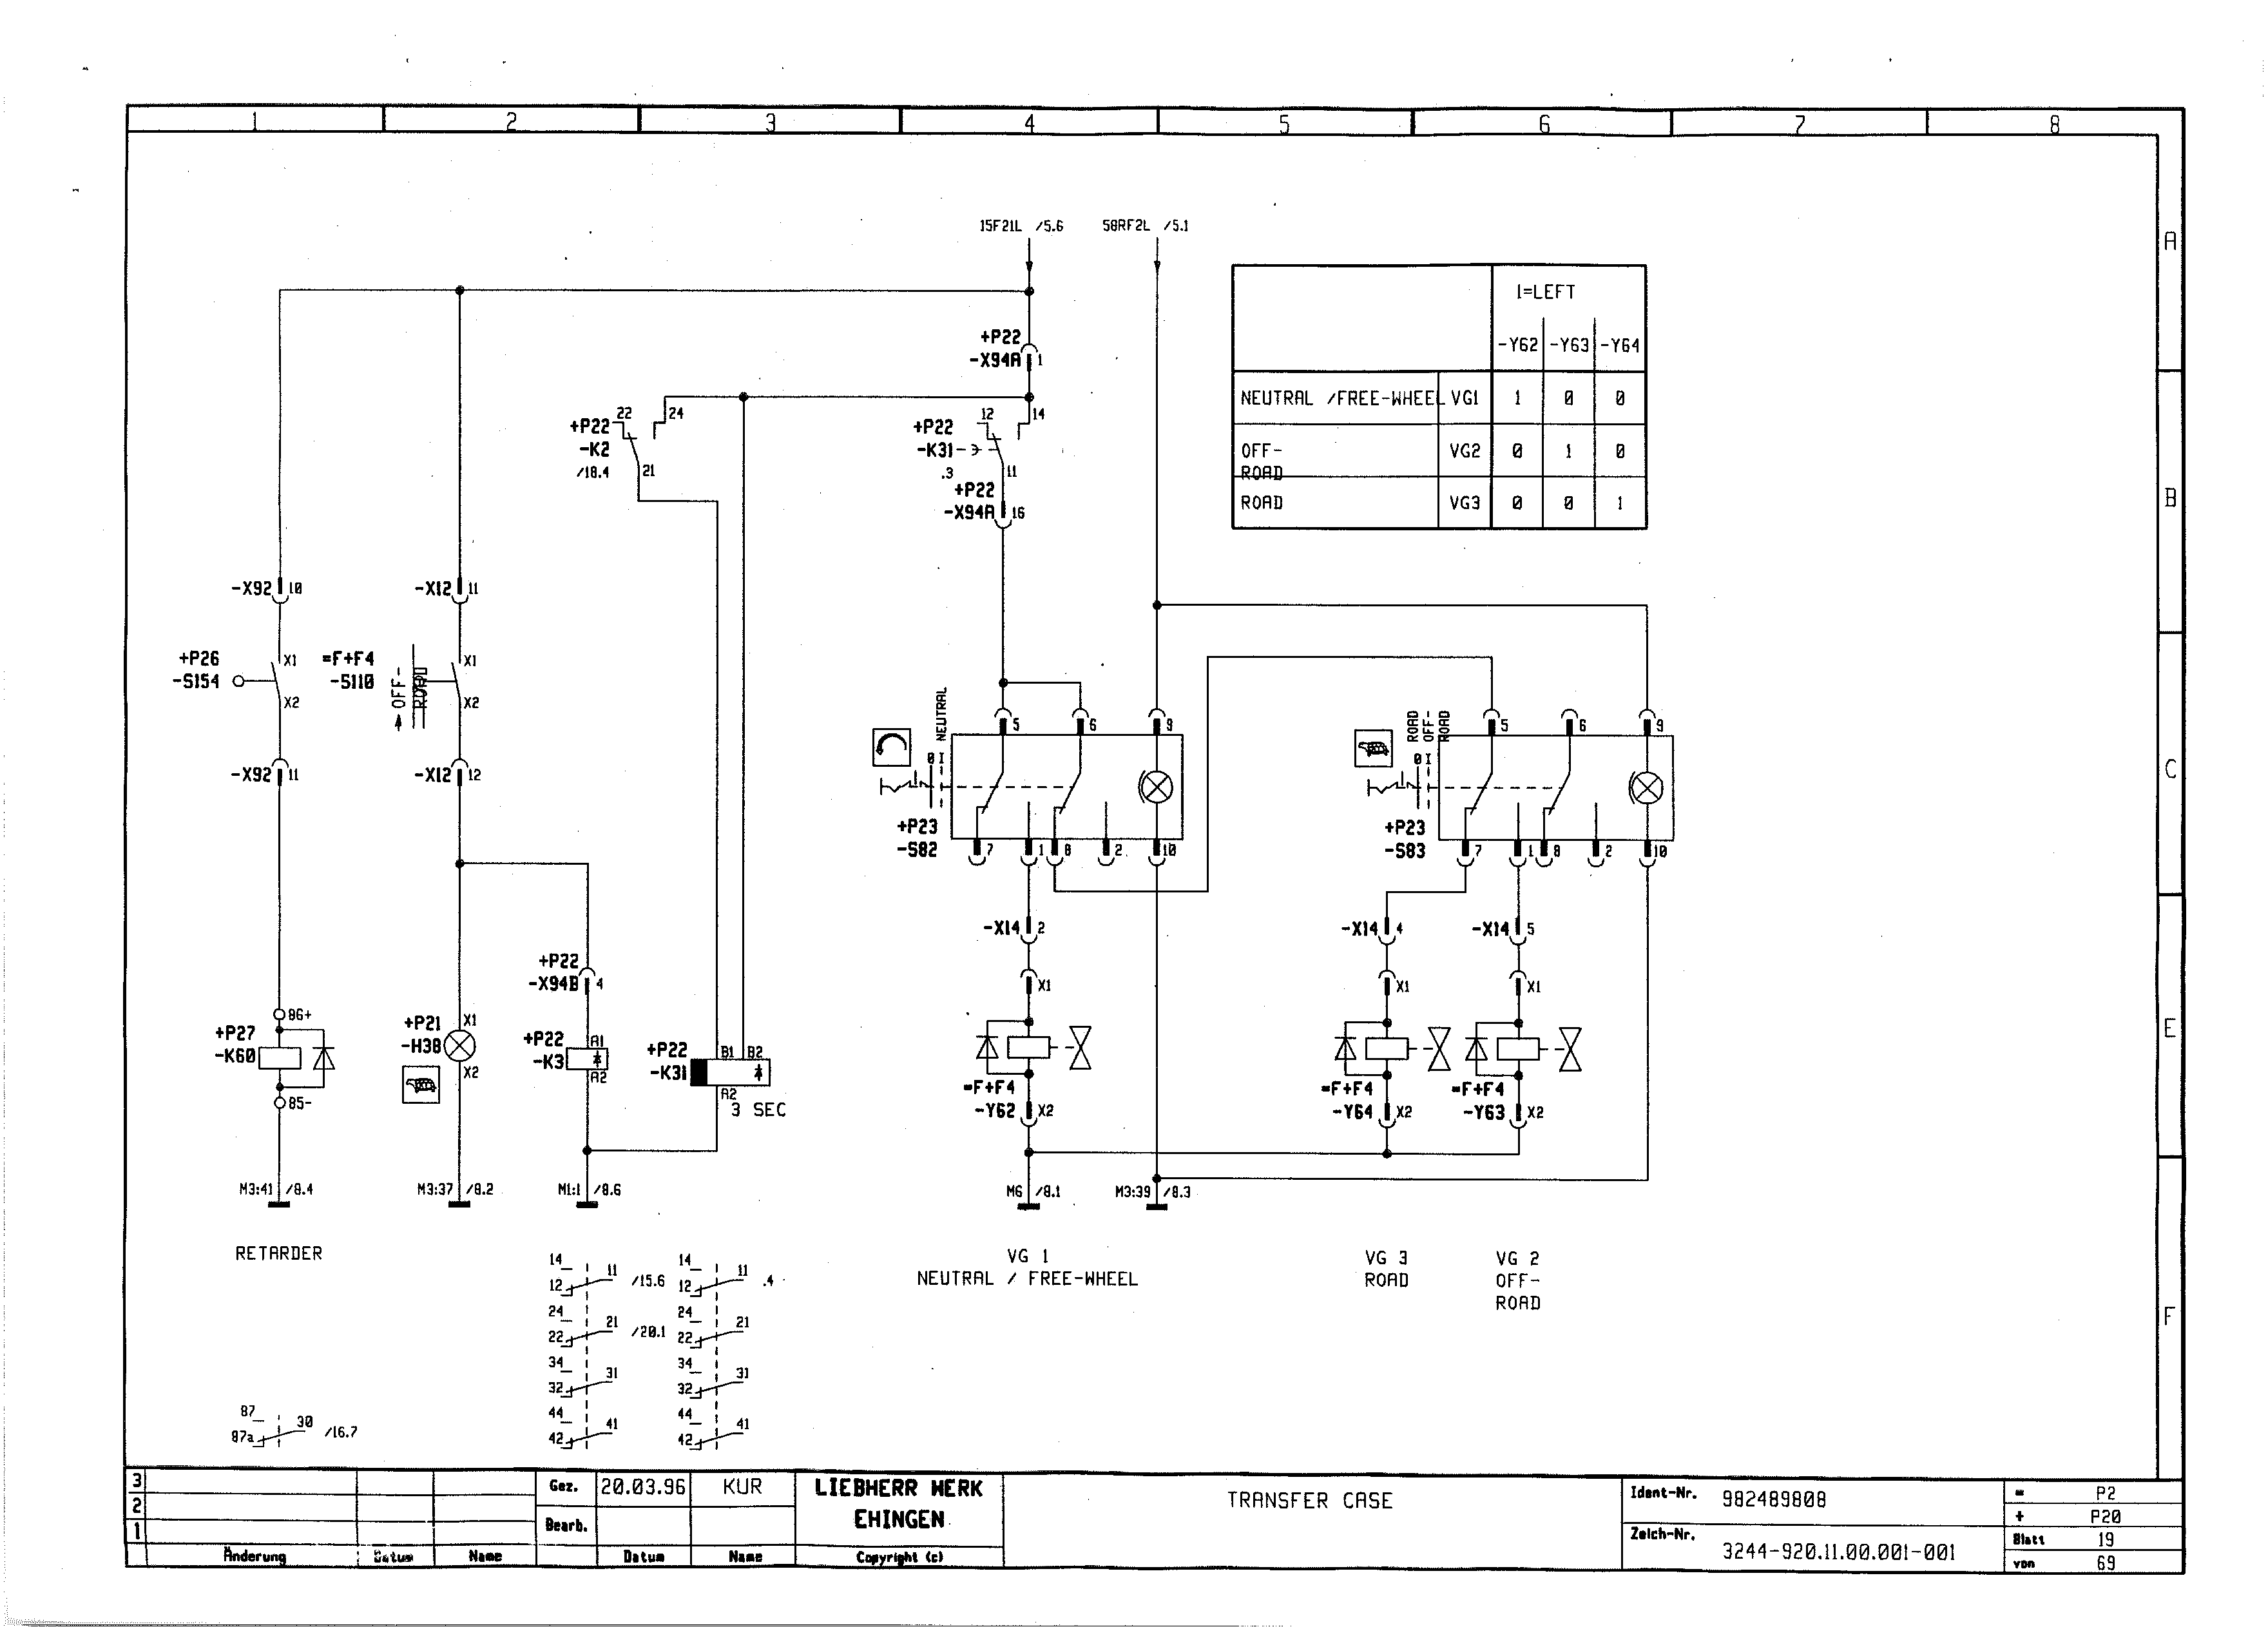 1 2 3 4 5 6 7 8
A
B
C
E
F
15F21L /5.6 58RF2L /5.1
I=LEFT
-Y62 -Y63 -Y64
NEUTRAL /FREE-WHEEL VG1 1 0 0
OFF-
ROAD VG2 0 1 0
ROAD VG3 0 0 1
+P22
-X94A 1
22 24
+P22
-K2
/18.4 21
12 14
+P22
-K31
.3 11
+P22
-X94A 16
-X92 10
-X12 11
+P26
-S154
X1
X2
=F+F4
-S110
OFF-
ROAD
X1
X2
-X92 11
-X12 12
NEUTRAL
0 I
5 6 9
+P23
-S82
7 1 8 2 10
ROAD
OFF-
ROAD
0 I
5 6 9
+P23
-S83
7 1 8 2 10
-X14 2
-X14 4
-X14 5
X1 X1 X1
+P22
-X94B 4
86+
+P27
-K60
85-
+P21
-H38
X1
X2
+P22
-K3
A1
A2
+P22
-K31
B1 B2
A2
3 SEC
=F+F4
-Y62 X2
=F+F4
-Y64 X2
=F+F4
-Y63 X2
M3:41 /8.4
M3:37 /8.2
M1:1 /8.6
M6 /8.1
M3:39 /8.3
RETARDER
VG 1
NEUTRAL / FREE-WHEEL
VG 3
ROAD
VG 2
OFF-
ROAD
14
12 11 /15.6
24
22 21 /20.1
34
32 31
44
42 41
14
12 11 .4
24
22 21
34
32 31
44
42 41
87
87a 30 /16.7
3
2
1
Änderung Datum Name
Gez. 20.03.96 KUR
Bearb.
Datum Name
LIEBHERR WERK
EHINGEN
Copyright (c)
TRANSFER CASE
Ident-Nr. 982489808
Zeich-Nr. 3244-920.11.00.001-001
= P2
+ P20
Blatt 19
von 69